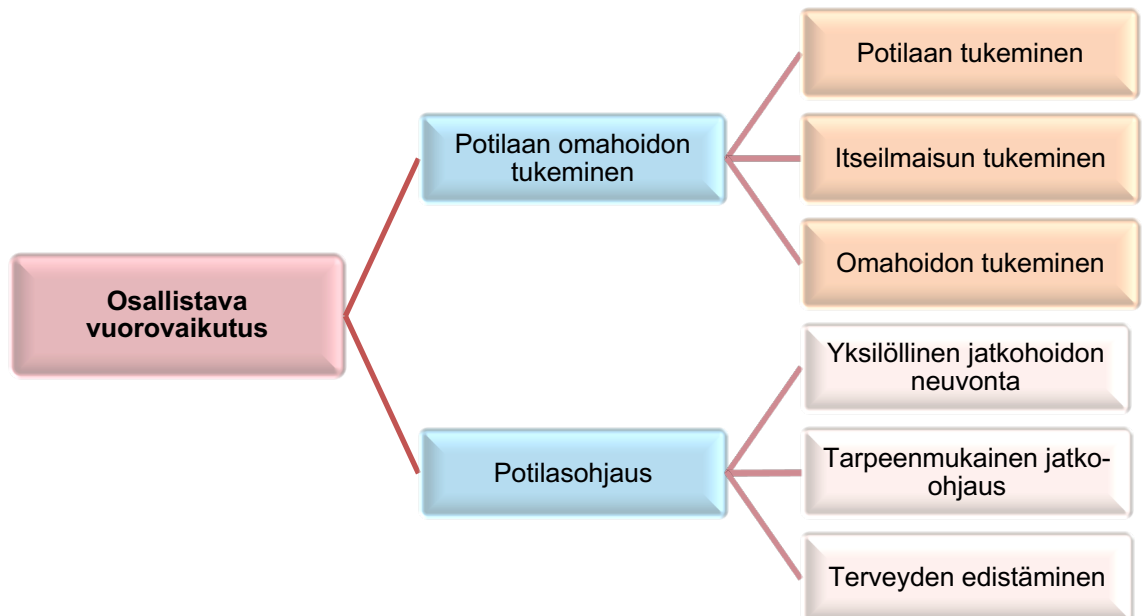 Osallistava
vuorovaikutus
Potilaan omahoidon
tukeminen
Potilaan tukeminen
Itseilmaisun tukeminen
Omahoidon tukeminen
Potilasohjaus
Yksilöllinen jatkohoidon
neuvonta
Tarpeenmukainen jatko-
ohjaus
Terveyden edistäminen